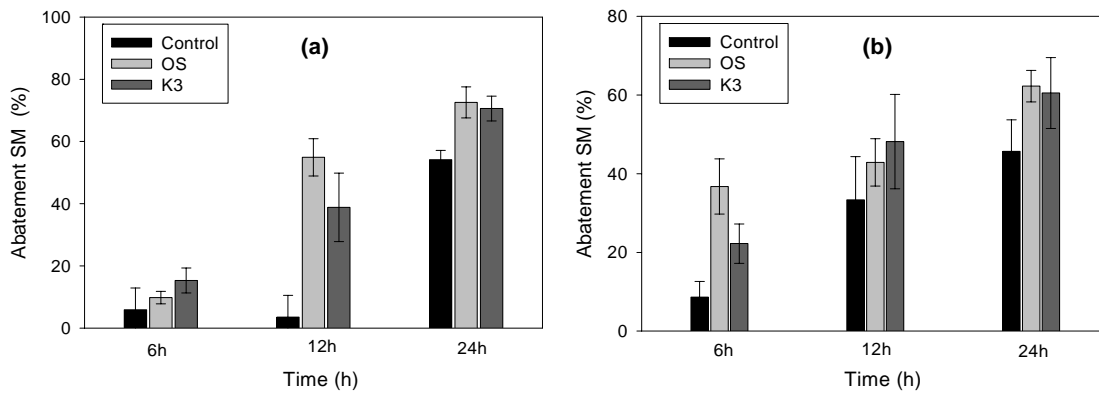 100
80
60
40
20
0
Abatement SM (%)
Control
OS
K3
(a)
6h
12h
24h
Time (h)
80
60
40
20
0
Abatement SM (%)
Control
OS
K3
(b)
6h
12h
24h
Time (h)